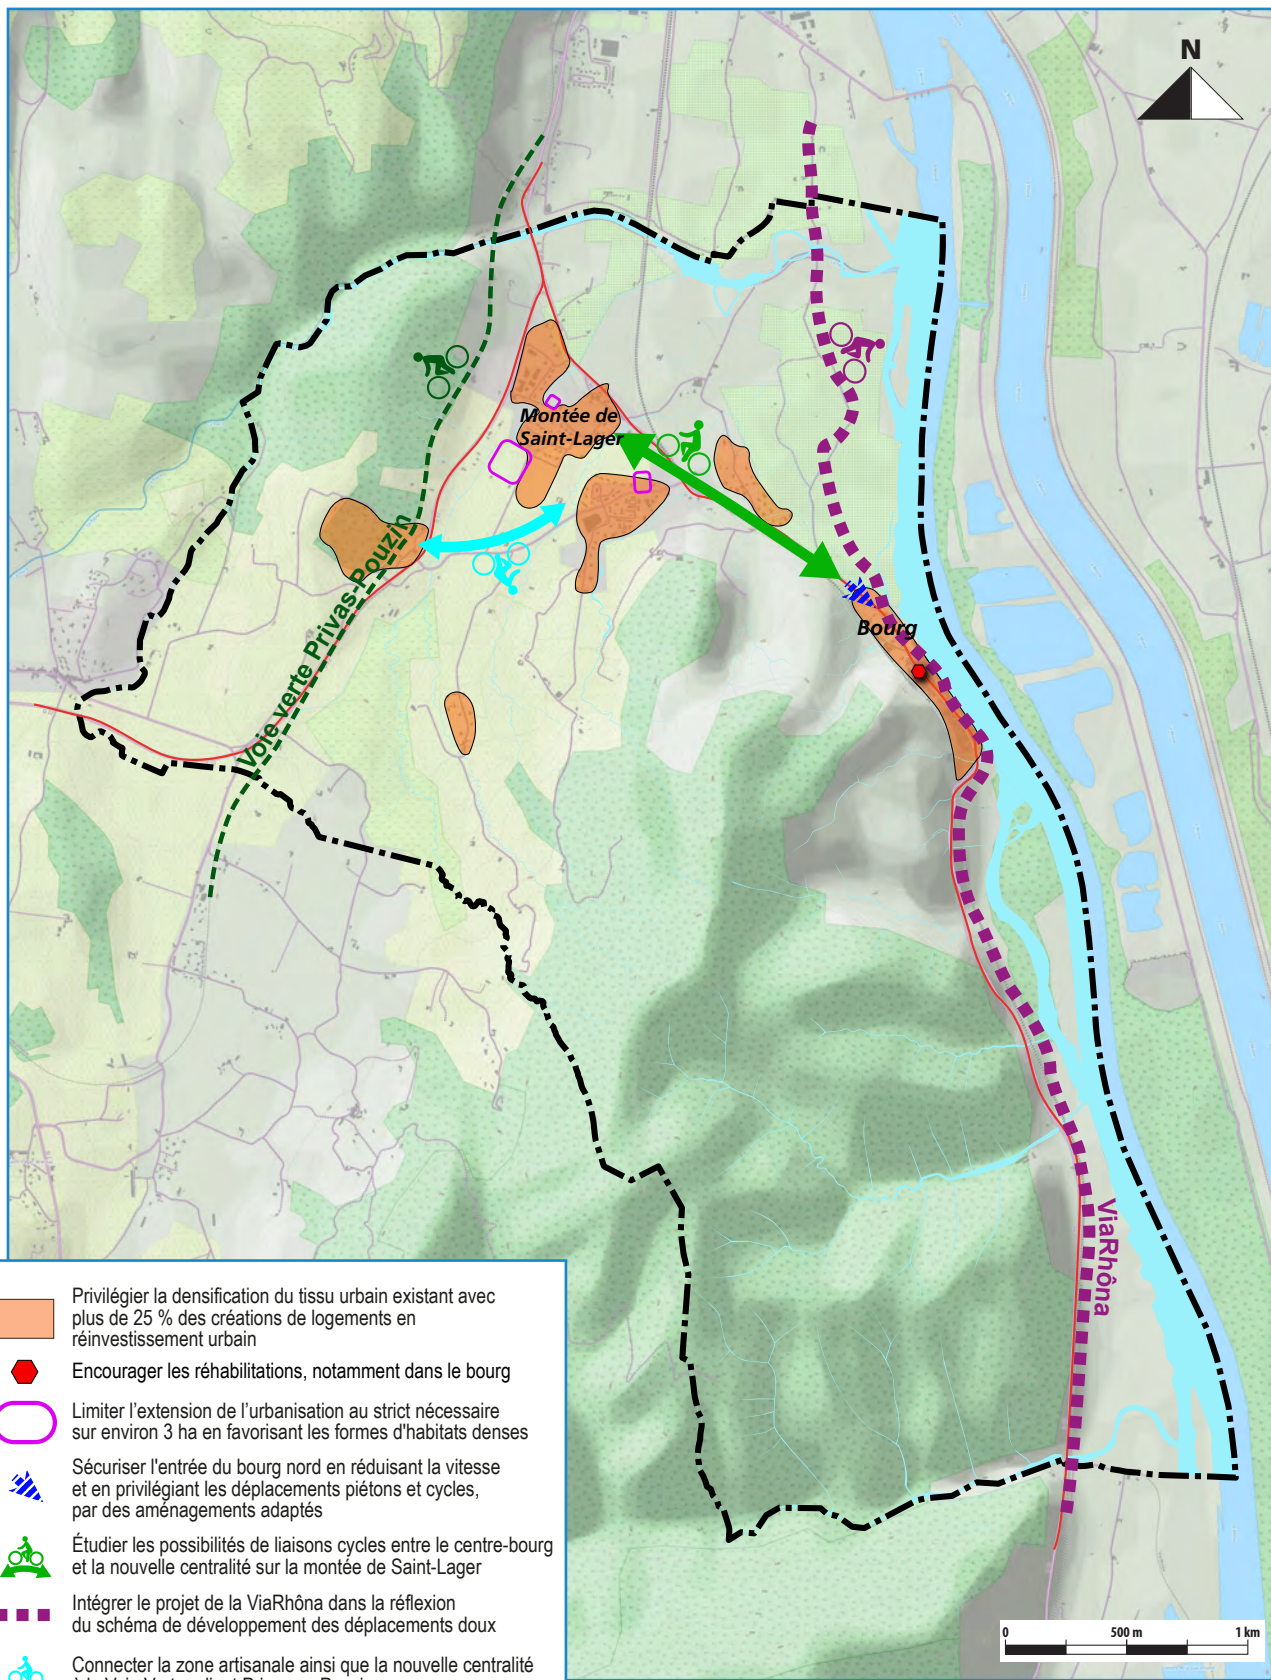 N
Montée de
Saint-Lager
Bourg
Voie verte Privas-Pouzin
ViaRhôna
Privilégier la densification du tissu urbain existant avec
plus de 25 % des créations de logements en
réinvestissement urbain
Encourager les réhabilitations, notamment dans le bourg
Limiter l'extension de l'urbanisation au strict nécessaire
sur environ 3 ha en favorisant les formes d'habitats denses
Sécuriser l'entrée du bourg nord en réduisant la vitesse
et en privilégiant les déplacements piétons et cycles,
par des aménagements adaptés
Étudier les possibilités de liaisons cycles entre le centre-bourg
et la nouvelle centralité sur la montée de Saint-Lager
Intégrer le projet de la ViaRhôna dans la réflexion
du schéma de développement des déplacements doux
Connecter la zone artisanale ainsi que la nouvelle centralité
0 500 m 1 km